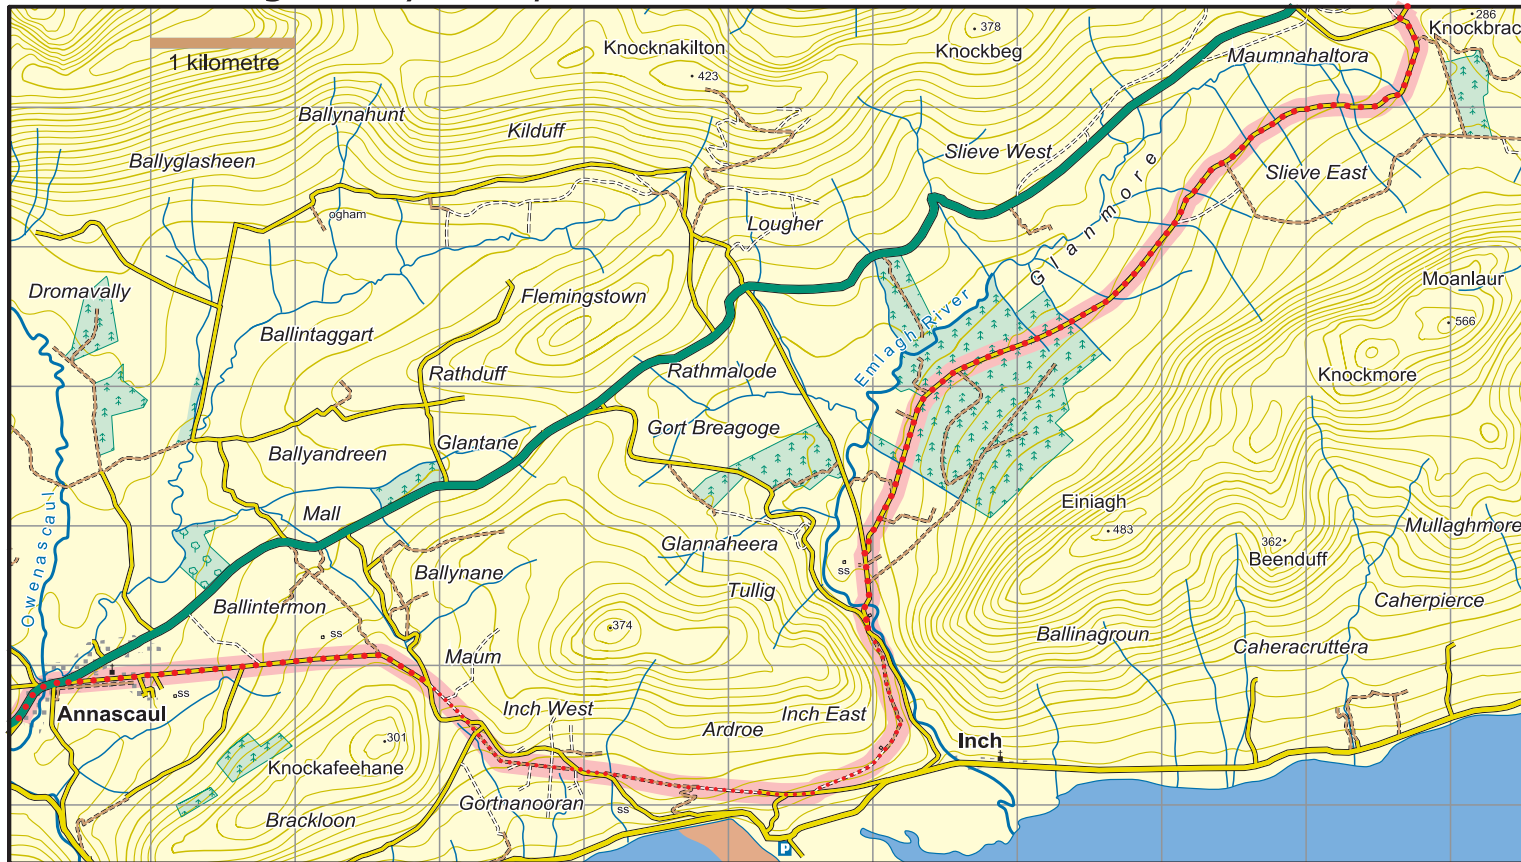 378
286
Knockbrac
Knocknakilton
Knockbeg
Maumnahaltora
1 kilometre
423
Ballynahunt
Kilduff
Ballyglasheen
Slieve West
Slieve East
ogham
Lougher
Glanmore
Dromavally
Flemingstown
Moanlaur
566
Ballintaggart
Emlagh River
Rathduff
Rathmalode
Knockmore
Glantane
Gort Breagoge
Ballyandreen
Mall
Einiagh
483
Mullaghmore
Owenascaul
Glannaheera
362
Beenduff
Ballynane
ss
Tullig
Ballintermon
Caherpierce
ss
374
Ballinagroun
Caheracruttera
Maum
ss
Annascaul
Inch West
Inch East
Ardroe
301
Inch
Knockafeehane
Gortnanooran
ss
Brackloon
P